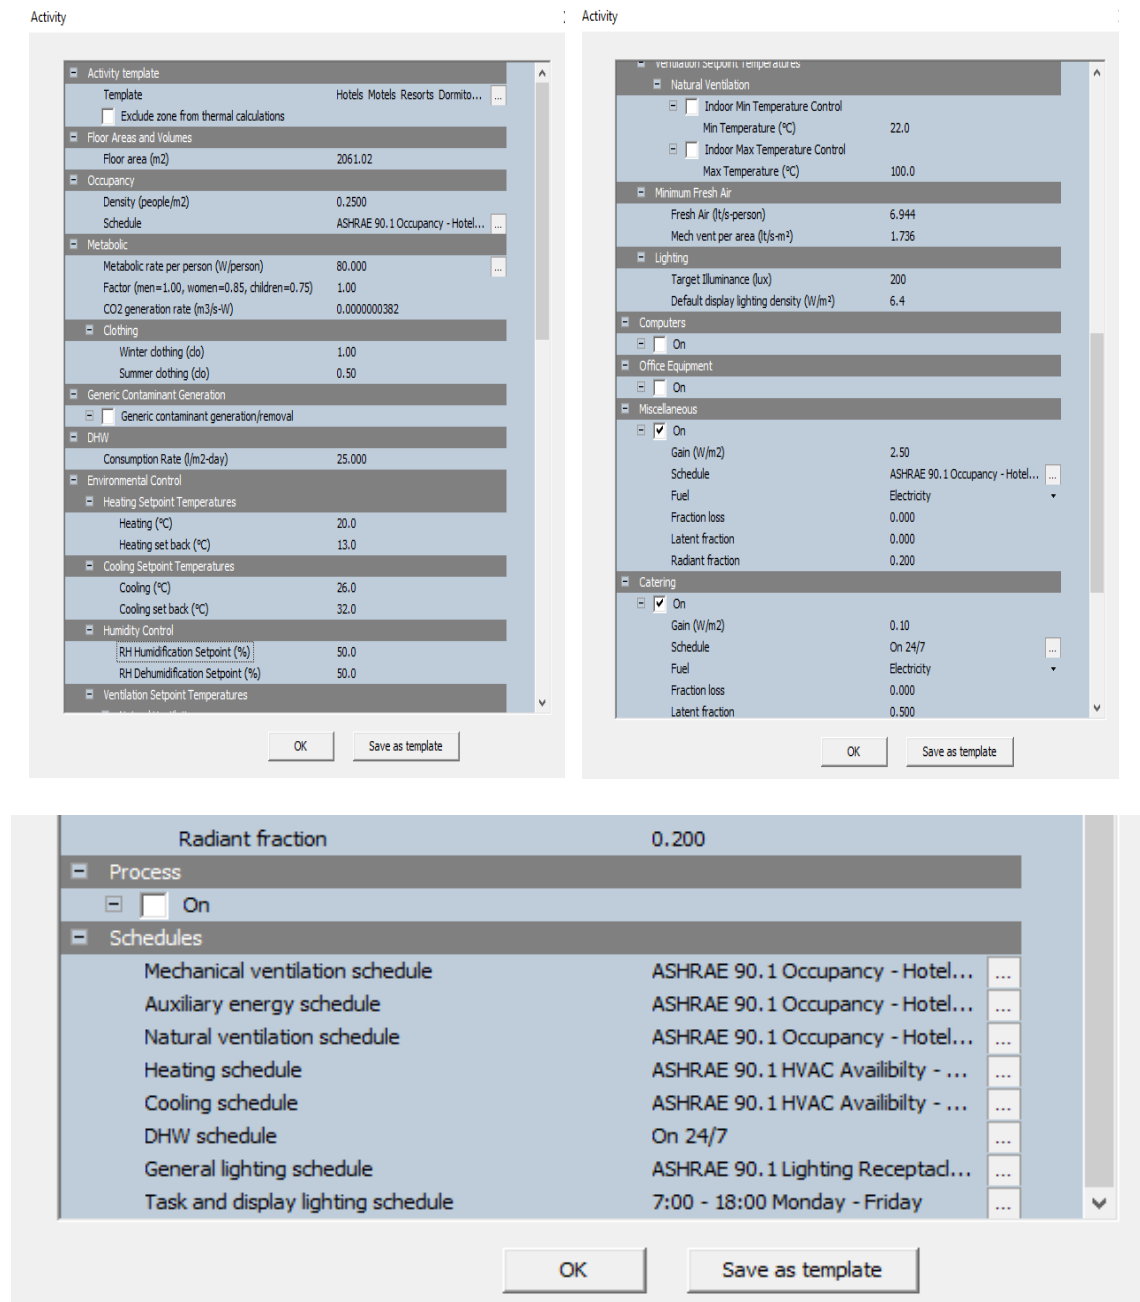 Activity
Activity template
Template Hotels Motels Resorts Dormito... ...
Exclude zone from thermal calculations
Floor Areas and Volumes
Floor area (m2) 2061.02
Occupancy
Density (people/m2) 0.2500
Schedule ASHRAE 90.1 Occupancy - Hotel... ...
Metabolic
Metabolic rate per person (W/person) 80.000 ...
Factor (men=1.00, women=0.85, children=0.75) 1.00
CO2 generation rate (m3/s-W) 0.0000000382
Clothing
Winter clothing (clo) 1.00
Summer clothing (clo) 0.50
Generic Contaminant Generation
Generic contaminant generation/removal
DHW
Consumption Rate (l/m2-day) 25.000
Environmental Control
Heating Setpoint Temperatures
Heating (°C) 20.0
Heating set back (°C) 13.0
Cooling Setpoint Temperatures
Cooling (°C) 26.0
Cooling set back (°C) 32.0
Humidity Control
RH Humidification Setpoint (%) 50.0
RH Dehumidification Setpoint (%) 50.0
Ventilation Setpoint Temperatures
OK Save as template
Activity
Ventilation Setpoint Temperatures
Natural Ventilation
Indoor Min Temperature Control
Min Temperature (°C) 22.0
Indoor Max Temperature Control
Max Temperature (°C) 100.0
Minimum Fresh Air
Fresh Air (lt/s-person) 6.944
Mech vent per area (lt/s-m²) 1.736
Lighting
Target Illuminance (lux) 200
Default display lighting density (W/m²) 6.4
Computers
On
Office Equipment
On
Miscellaneous
On
Gain (W/m2) 2.50
Schedule ASHRAE 90.1 Occupancy - Hotel... ...
Fuel Electricity
Fraction loss 0.000
Latent fraction 0.000
Radiant fraction 0.200
Catering
On
Gain (W/m2) 0.10
Schedule On 24/7 ...
Fuel Electricity
Fraction loss 0.000
Latent fraction 0.500
OK Save as template
Radiant fraction 0.200
Process
On
Schedules
Mechanical ventilation schedule ASHRAE 90.1 Occupancy - Hotel... ...
Auxiliary energy schedule ASHRAE 90.1 Occupancy - Hotel... ...
Natural ventilation schedule ASHRAE 90.1 Occupancy - Hotel... ...
Heating schedule ASHRAE 90.1 HVAC Availibilty - ... ...
Cooling schedule ASHRAE 90.1 HVAC Availibilty - ... ...
DHW schedule On 24/7 ...
General lighting schedule ASHRAE 90.1 Lighting Receptacl... ...
Task and display lighting schedule 7:00 - 18:00 Monday - Friday ...
OK Save as template